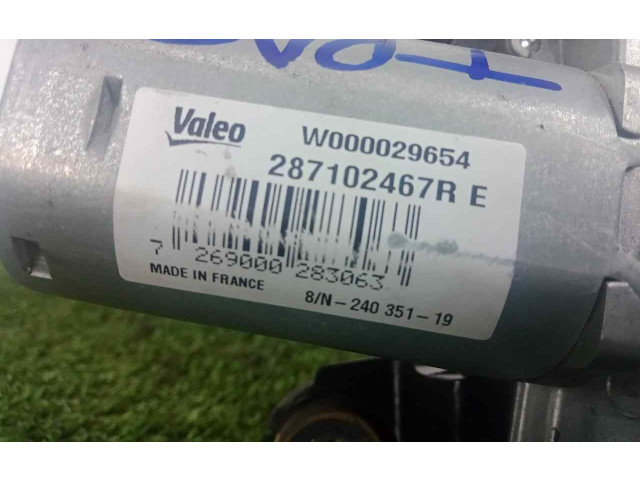 Valeo
W000029654
287102467R E
7 269000 283063
MADE IN FRANCE
8/N-240 351-19